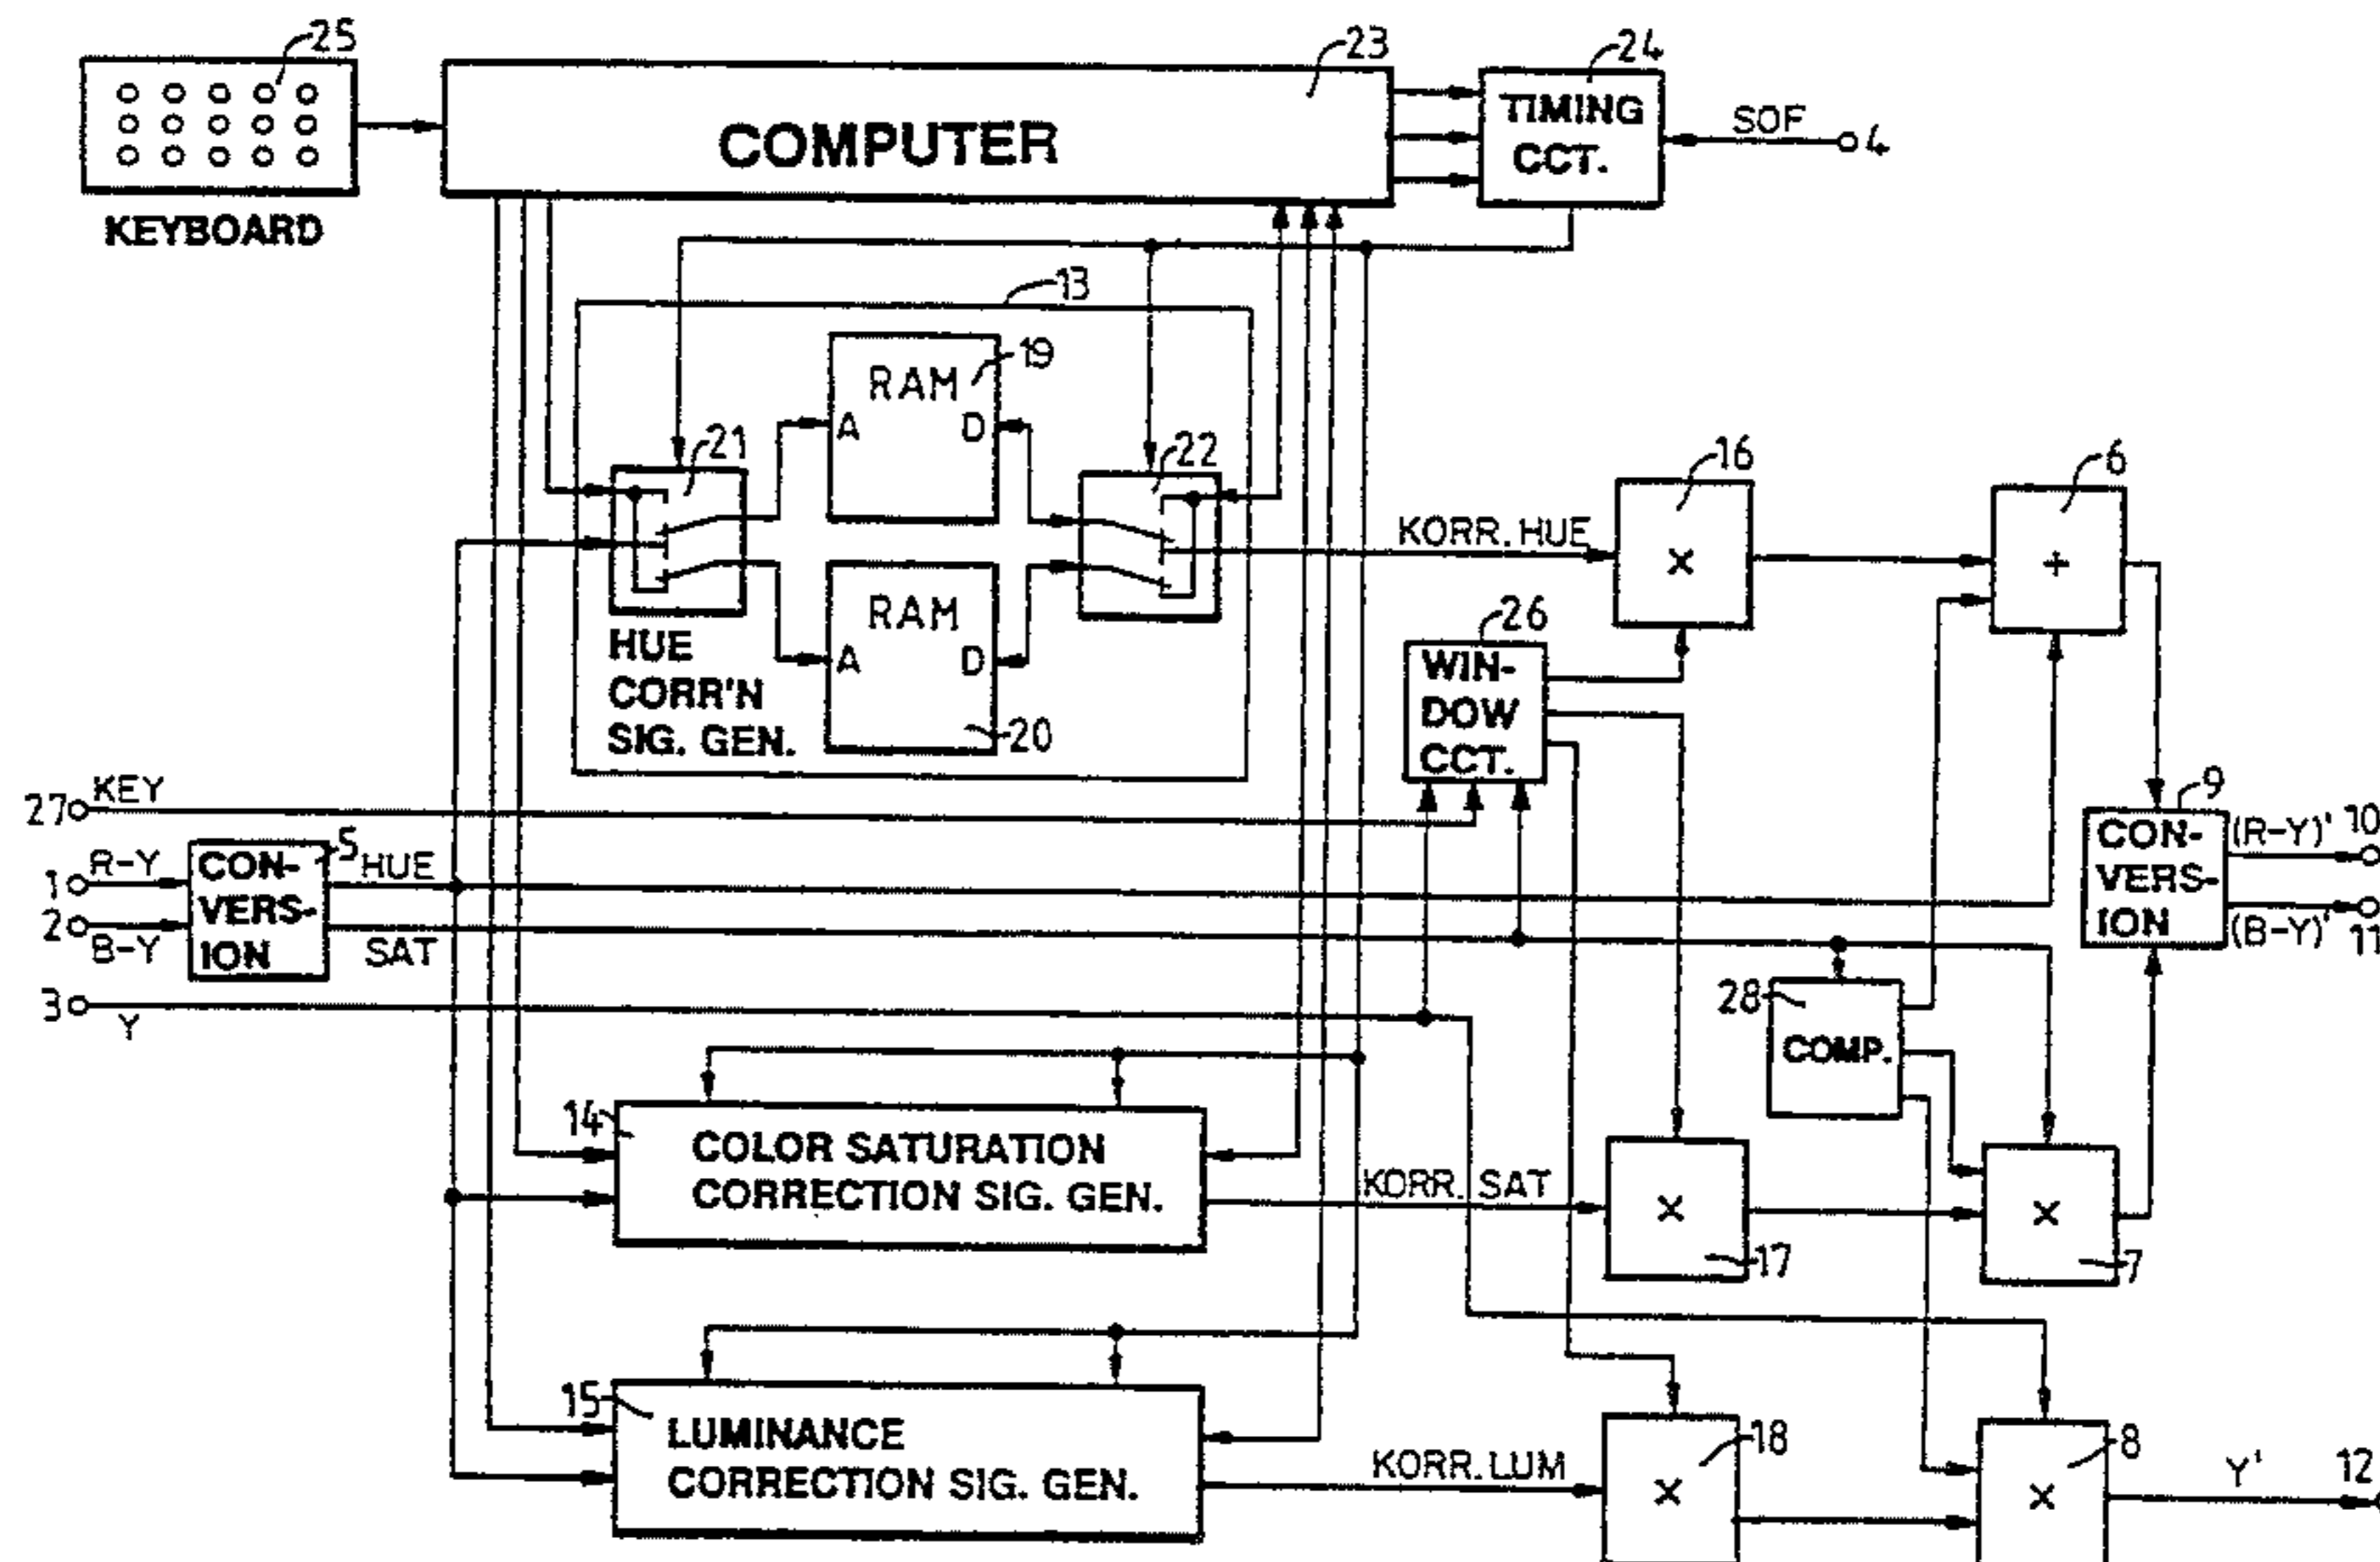 25
23
24
COMPUTER
TIMING
CCT.
SOF
4
KEYBOARD
13
RAM
19
A
D
21
22
16
6
KORR. HUE
X
+
RAM
A
D
20
HUE
CORR'N
SIG. GEN.
26
WIN-
DOW
CCT.
27
KEY
1
R-Y
2
B-Y
CON-
VERS-
ION
5
HUE
SAT
3
Y
9
CON-
VERS-
ION
(R-Y)'
10
(B-Y)'
11
28
COMP.
14
COLOR SATURATION
CORRECTION SIG. GEN.
KORR. SAT
X
17
X
7
15
LUMINANCE
CORRECTION SIG. GEN.
KORR. LUM
X
18
X
8
Y'
12